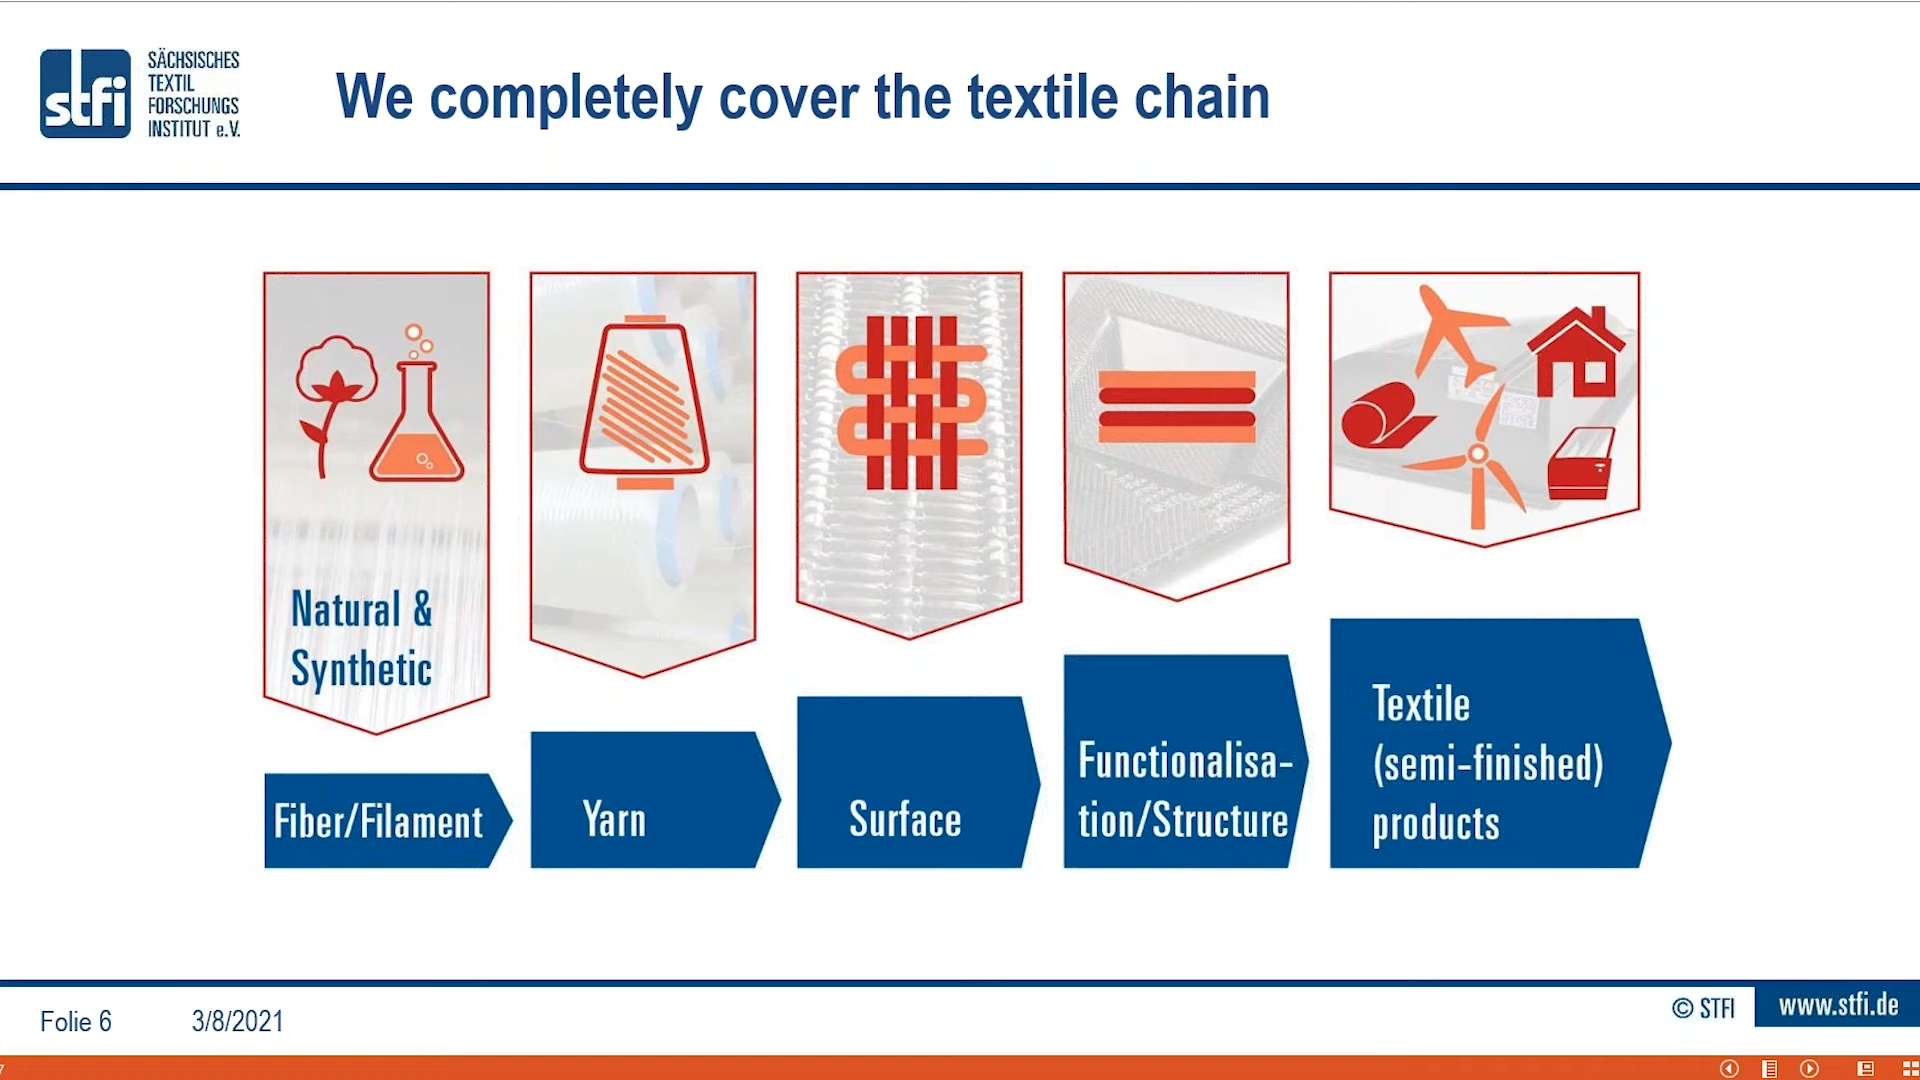 stfi
SÄCHSISCHES
TEXTIL
FORSCHUNGS
INSTITUT e.V.
We completely cover the textile chain
Natural &
Synthetic
Fiber/Filament
Yarn
Surface
Functionalisa-
tion/Structure
Textile
(semi-finished)
products
Folie 6
3/8/2021
© STFI
www.stfi.de